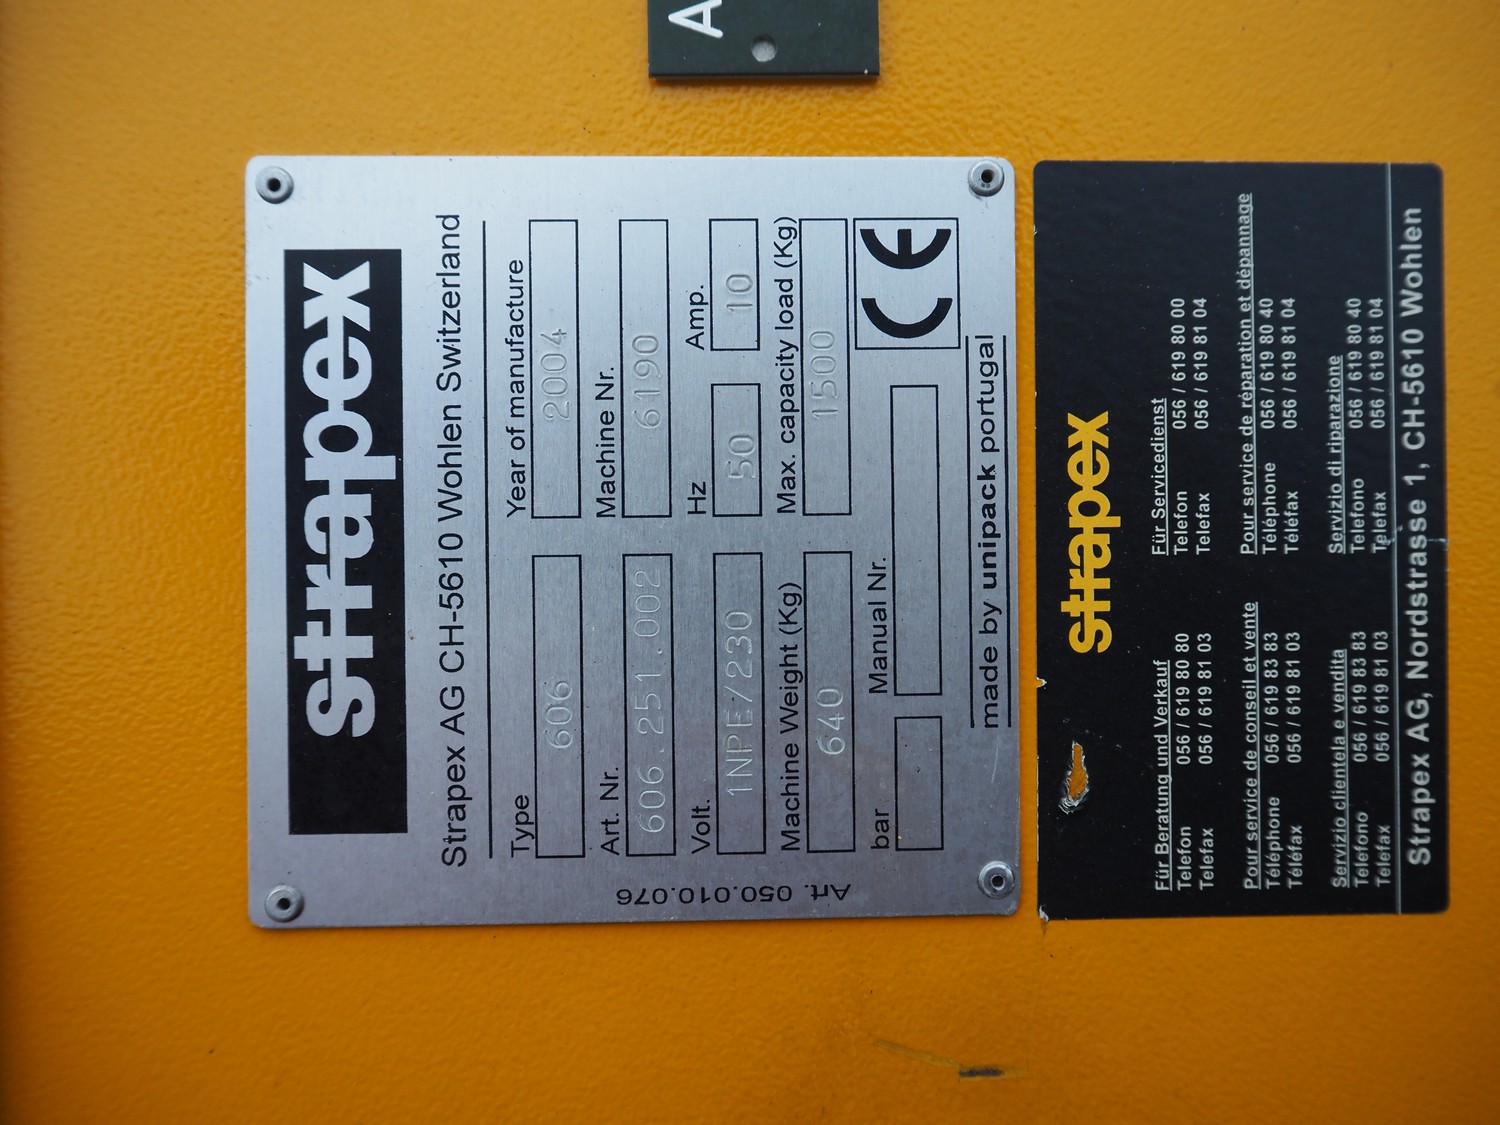 A
strapex
Strapex AG CH-5610 Wohlen Switzerland
Type
606
Year of manufacture
2004
Art. Nr.
606.251.002
Machine Nr.
6190
Volt.
1NPE/230
Hz
50
Amp.
10
Machine Weight (Kg)
640
Max. capacity load (Kg)
1500
bar
Manual Nr.
CE
made by unipack portugal
Art. 050.010.076
strapex
Für Beratung und Verkauf
Telefon 056 / 619 80 80
Telefax 056 / 619 81 03
Für Servicedienst
Telefon 056 / 619 80 00
Telefax 056 / 619 81 04
Pour service de conseil et vente
Téléphone 056 / 619 83 83
Téléfax 056 / 619 81 03
Pour service de réparation et dépannage
Téléphone 056 / 619 80 40
Téléfax 056 / 619 81 04
Servizio clientela e vendita
Telefono 056 / 619 83 83
Telefax 056 / 619 81 03
Servizio di riparazione
Telefono 056 / 619 80 40
Telefax 056 / 619 81 04
Strapex AG, Nordstrasse 1, CH-5610 Wohlen